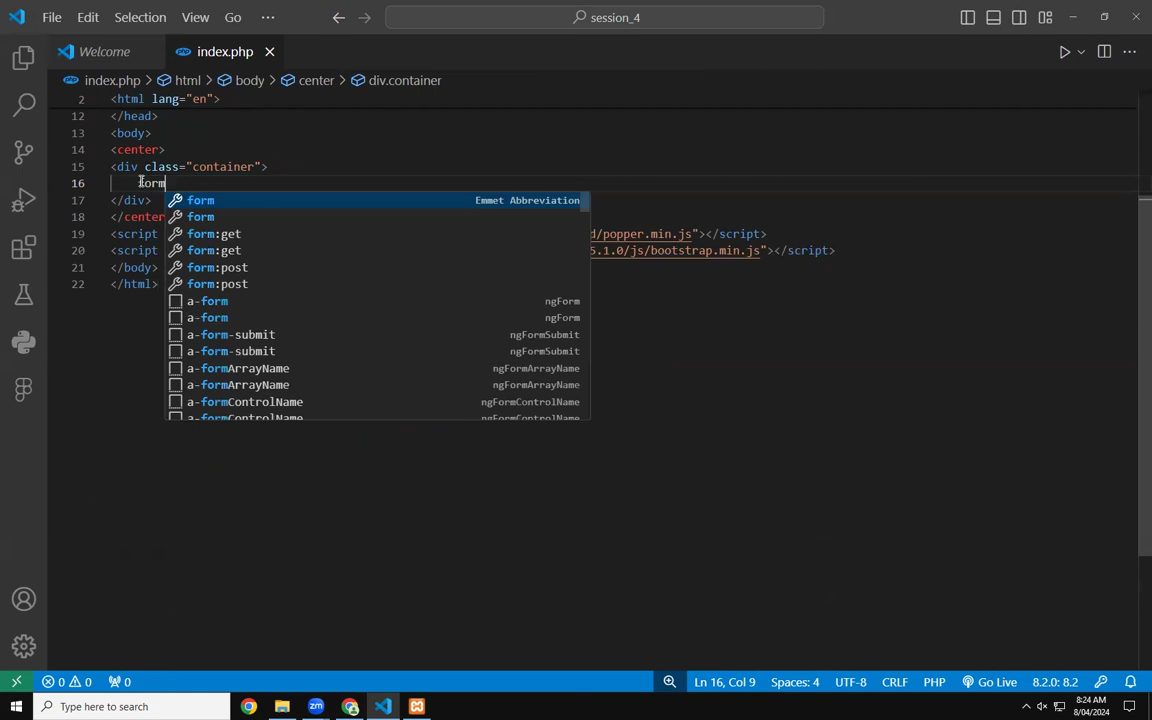 File Edit Selection View Go ··· session_4
Welcome index.php
index.php > html > body > center > div.container
2 <html lang="en">
12 </head>
13 <body>
14 <center>
15 <div class="container">
16 form
17 </div>
18 </center
19 <script d/popper.min.js"></script>
20 <script 5.1.0/js/bootstrap.min.js"></script>
21 </body>
22 </html>
form Emmet Abbreviation
form
form:get
form:get
form:post
form:post
a-form ngForm
a-form ngForm
a-form-submit ngFormSubmit
a-form-submit ngFormSubmit
a-formArrayName ngFormArrayName
a-formArrayName ngFormArrayName
a-formControlName ngFormControlName
a-formControlName ngFormControlName
0 0 0 Ln 16, Col 9 Spaces: 4 UTF-8 CRLF PHP Go Live 8.2.0: 8.2
Type here to search 8:24 AM
8/04/2024